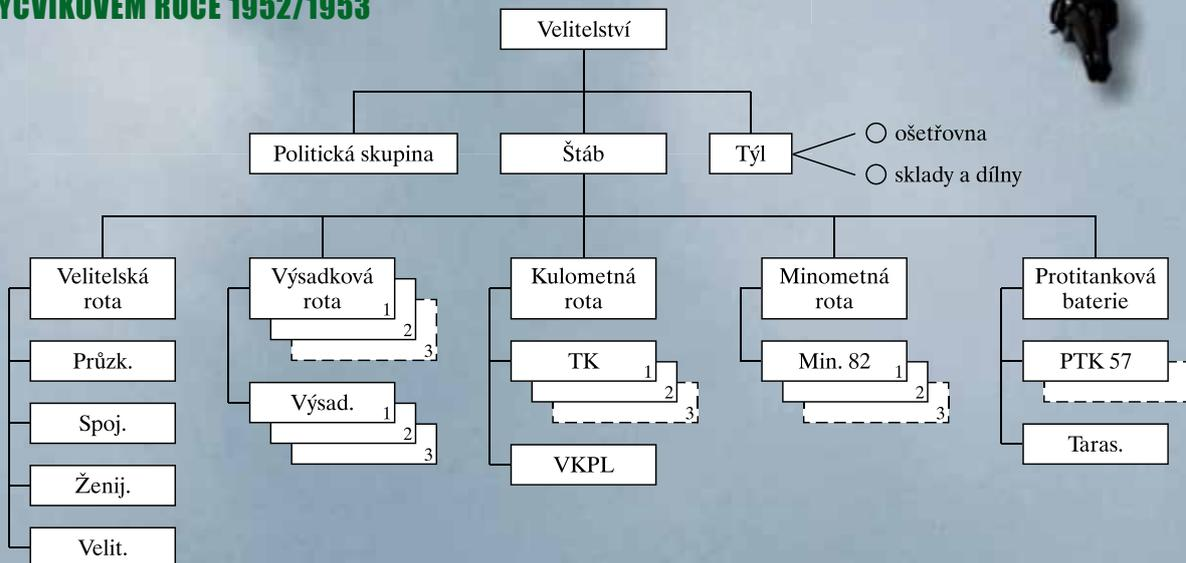 YCVIKOVÉM ROCE 1952/1953
Velitelství
Politická skupina
Štáb
Týl
ošetřovna
sklady a dílny
Velitelská
rota
Průzk.
Spoj.
Ženij.
Velit.
Výsadková
rota
1
2
3
Výsad.
1
2
3
Kulometná
rota
TK
1
2
3
VKPL
Minometná
rota
Min. 82
1
2
3
Protitanková
baterie
PTK 57
Taras.